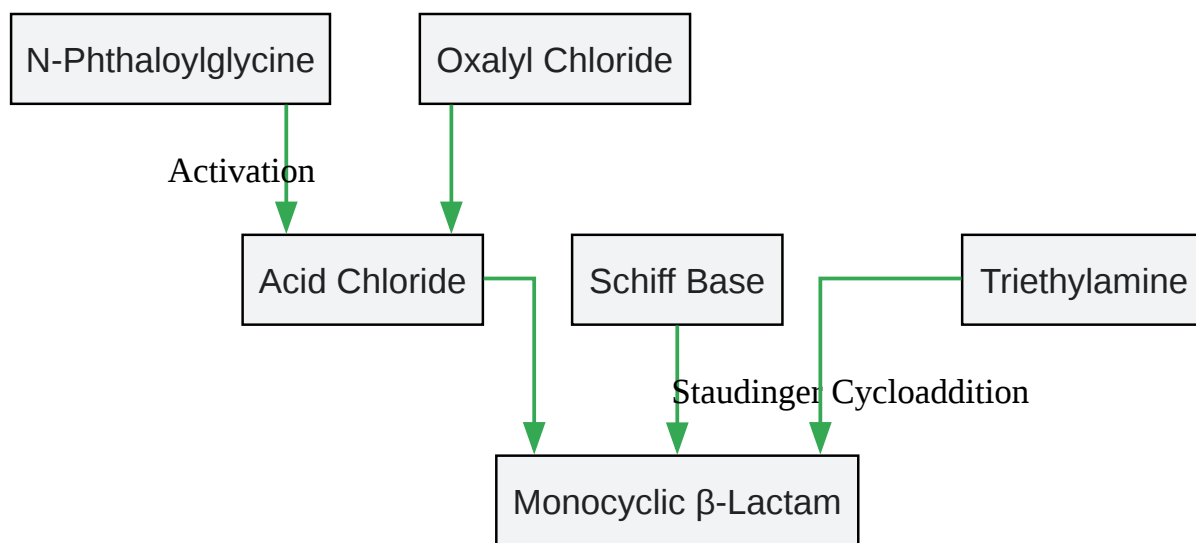 N-Phthaloylglycine
Oxalyl Chloride
Activation
Acid Chloride
Schiff Base
Triethylamine
Staudinger Cycloaddition
Monocyclic β-Lactam